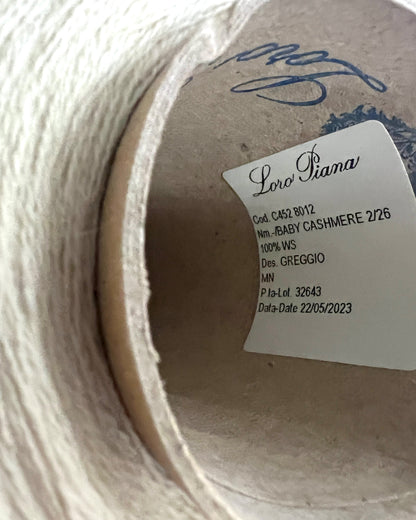 Loro Piana
Cod. C452 8012
Nm.-/BABY CASHMERE 2/26
100% WS
Des. GREGGIO
MN
P.ta-Lot. 32643
Data-Date 22/05/2023